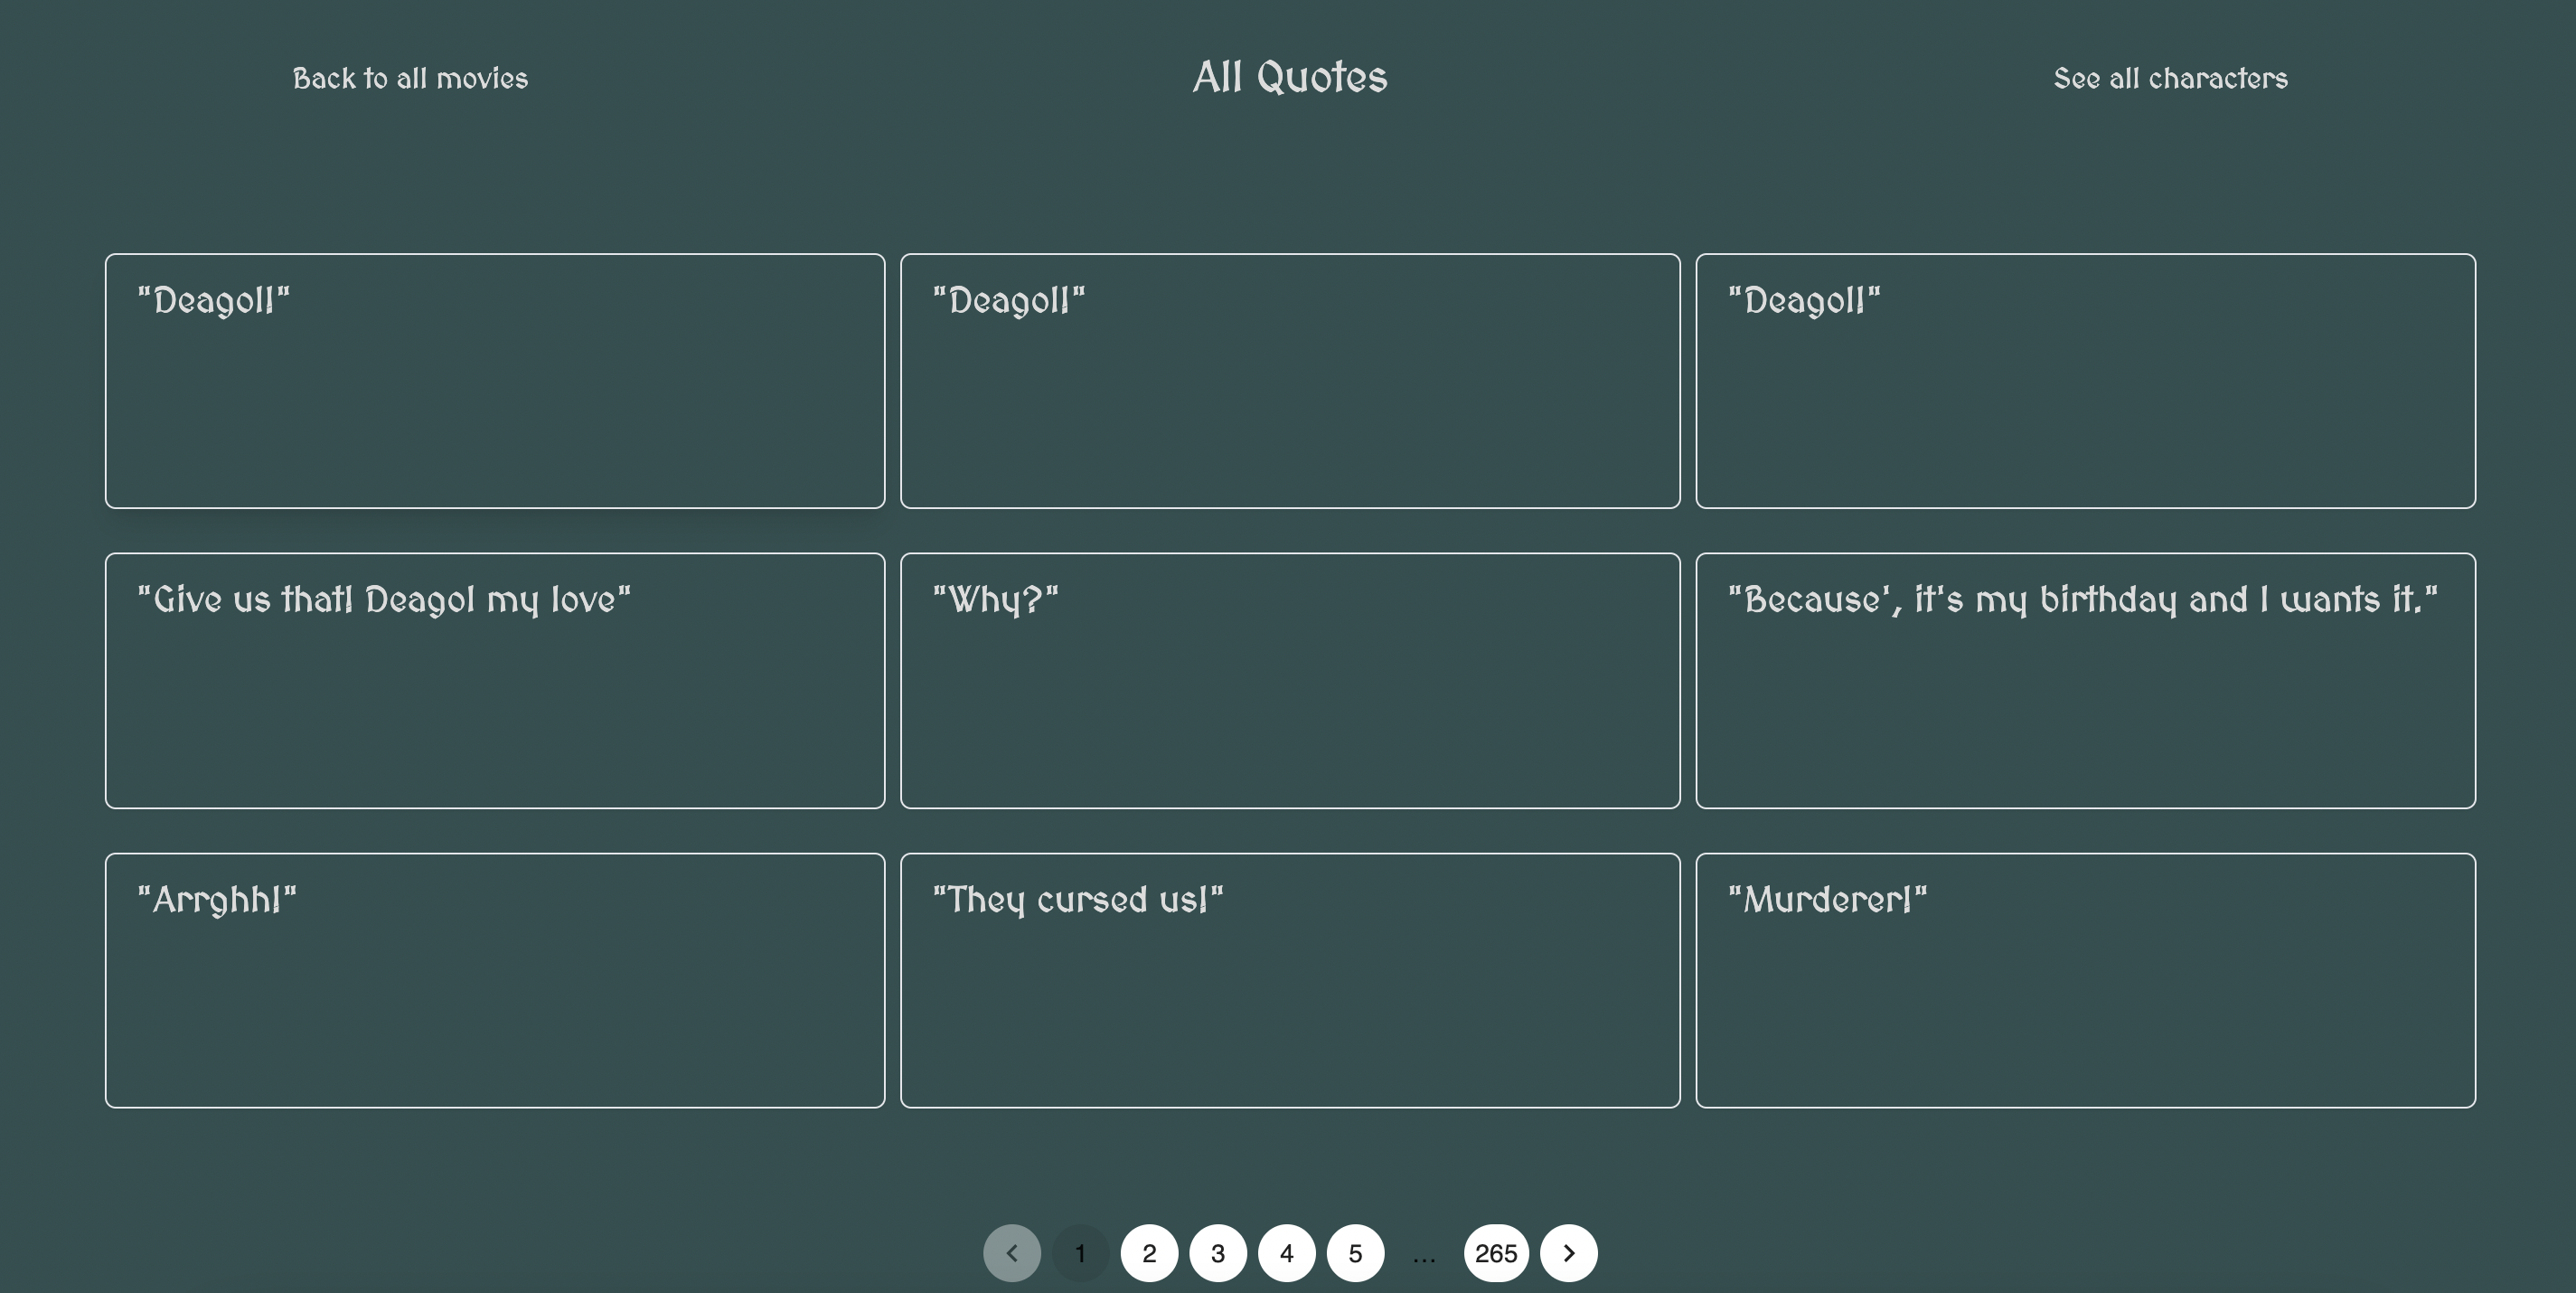 Back to all movies
All Quotes
See all characters
"Deagol!"
"Deagol!"
"Deagol!"
"Give us that! Deagol my love"
"Why?"
"Because', it's my birthday and I wants it."
"Arrghh!"
"They cursed us!"
"Murderer!"
1 2 3 4 5 … 265